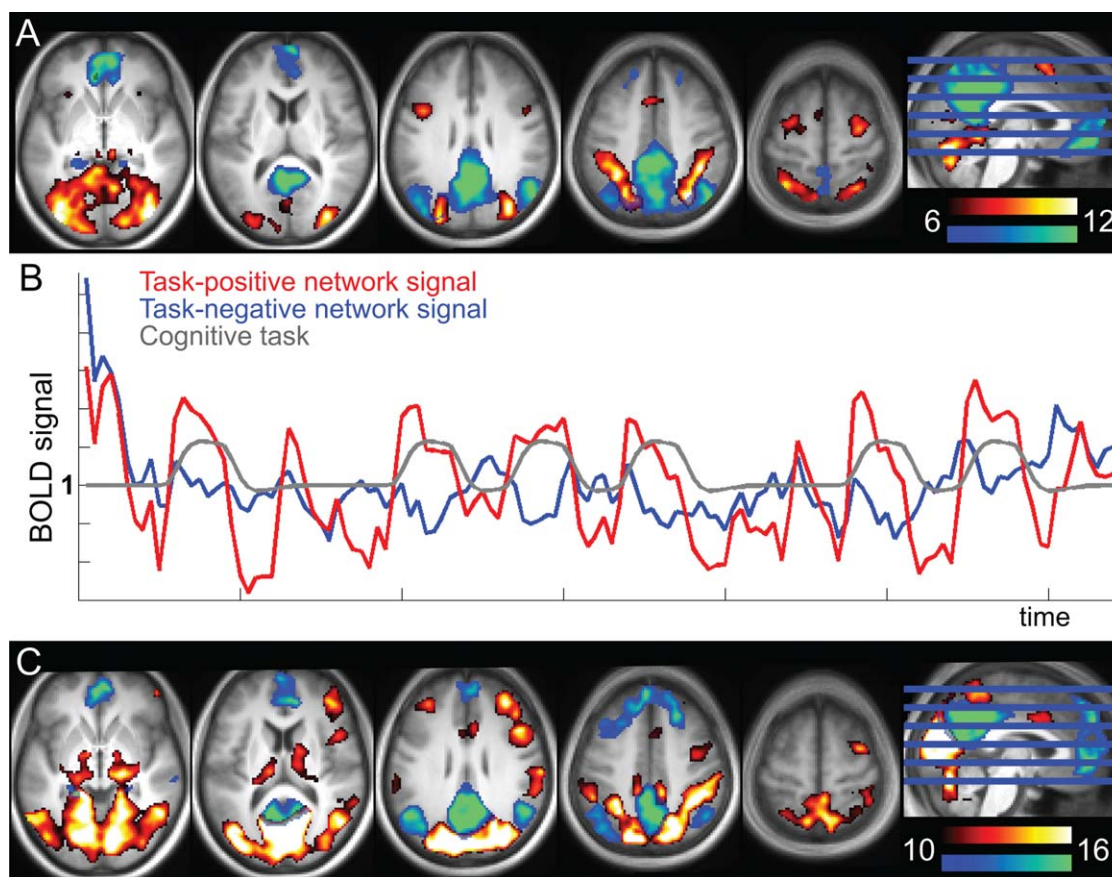 A
6 12
B
Task-positive network signal
Task-negative network signal
Cognitive task
BOLD signal
1
time
C
10 16